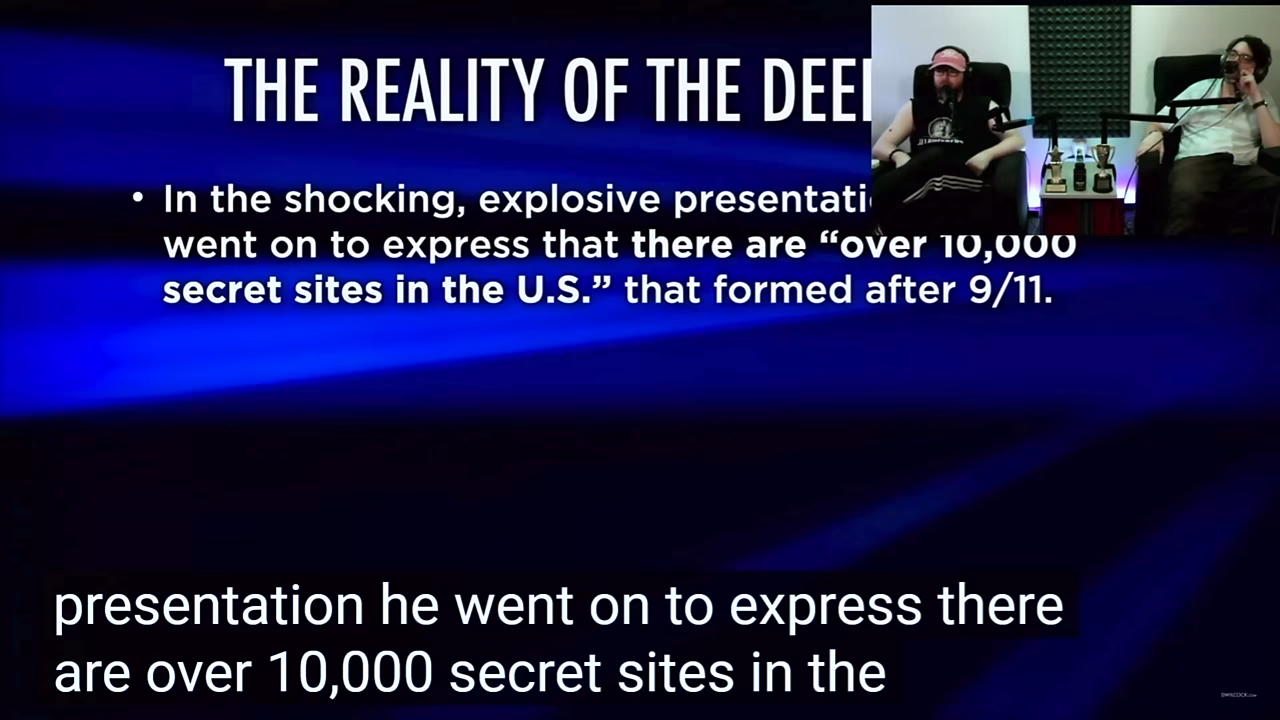 THE REALITY OF THE DEE
• In the shocking, explosive presentati
went on to express that there are “over 10,000
secret sites in the U.S.” that formed after 9/11.
presentation he went on to express there
are over 10,000 secret sites in the